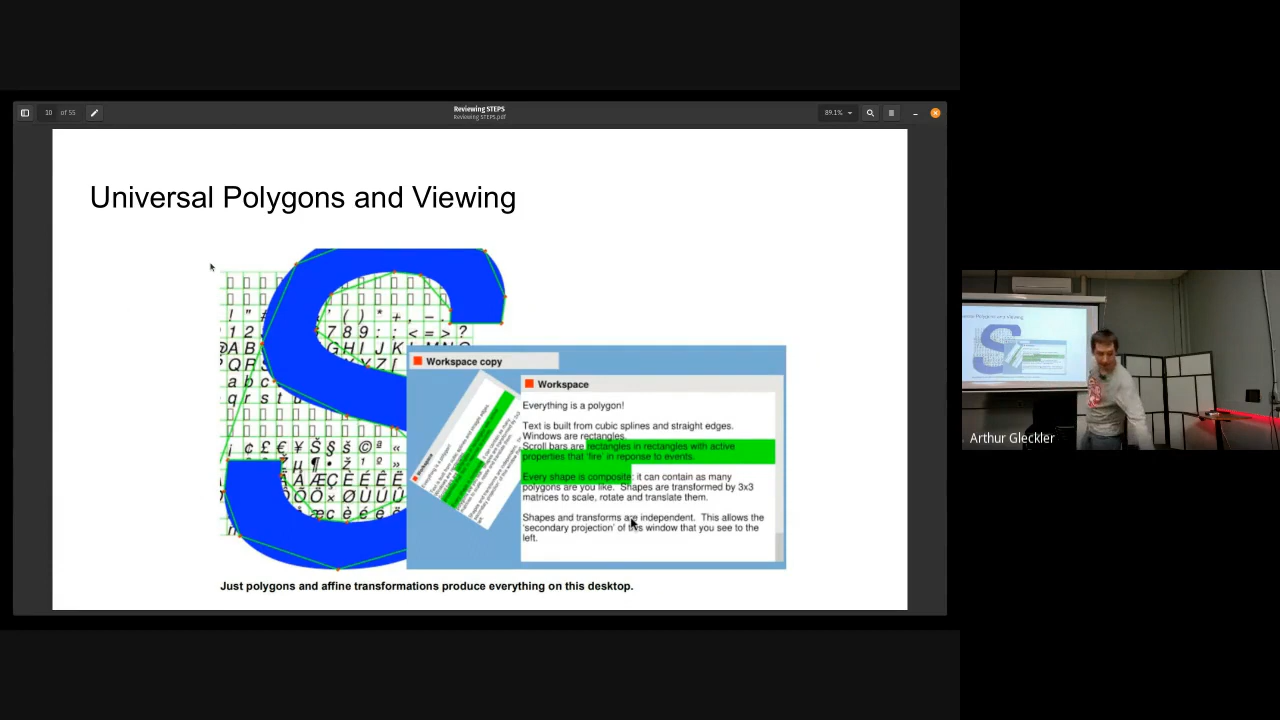 10 of 55
Reviewing STEPS
Reviewing STEPS.pdf
89.1%
Universal Polygons and Viewing
Workspace copy
Workspace
Everything is a polygon!
Text is built from cubic splines and straight edges.
Windows are rectangles.
Scroll bars are rectangles in rectangles with active
properties that 'fire' in reponse to events.
Every shape is composite: it can contain as many
polygons are you like. Shapes are transformed by 3x3
matrices to scale, rotate and translate them.
Shapes and transforms are independent. This allows the
'secondary projection' of this window that you see to the
left.
Just polygons and affine transformations produce everything on this desktop.
Arthur Gleckler